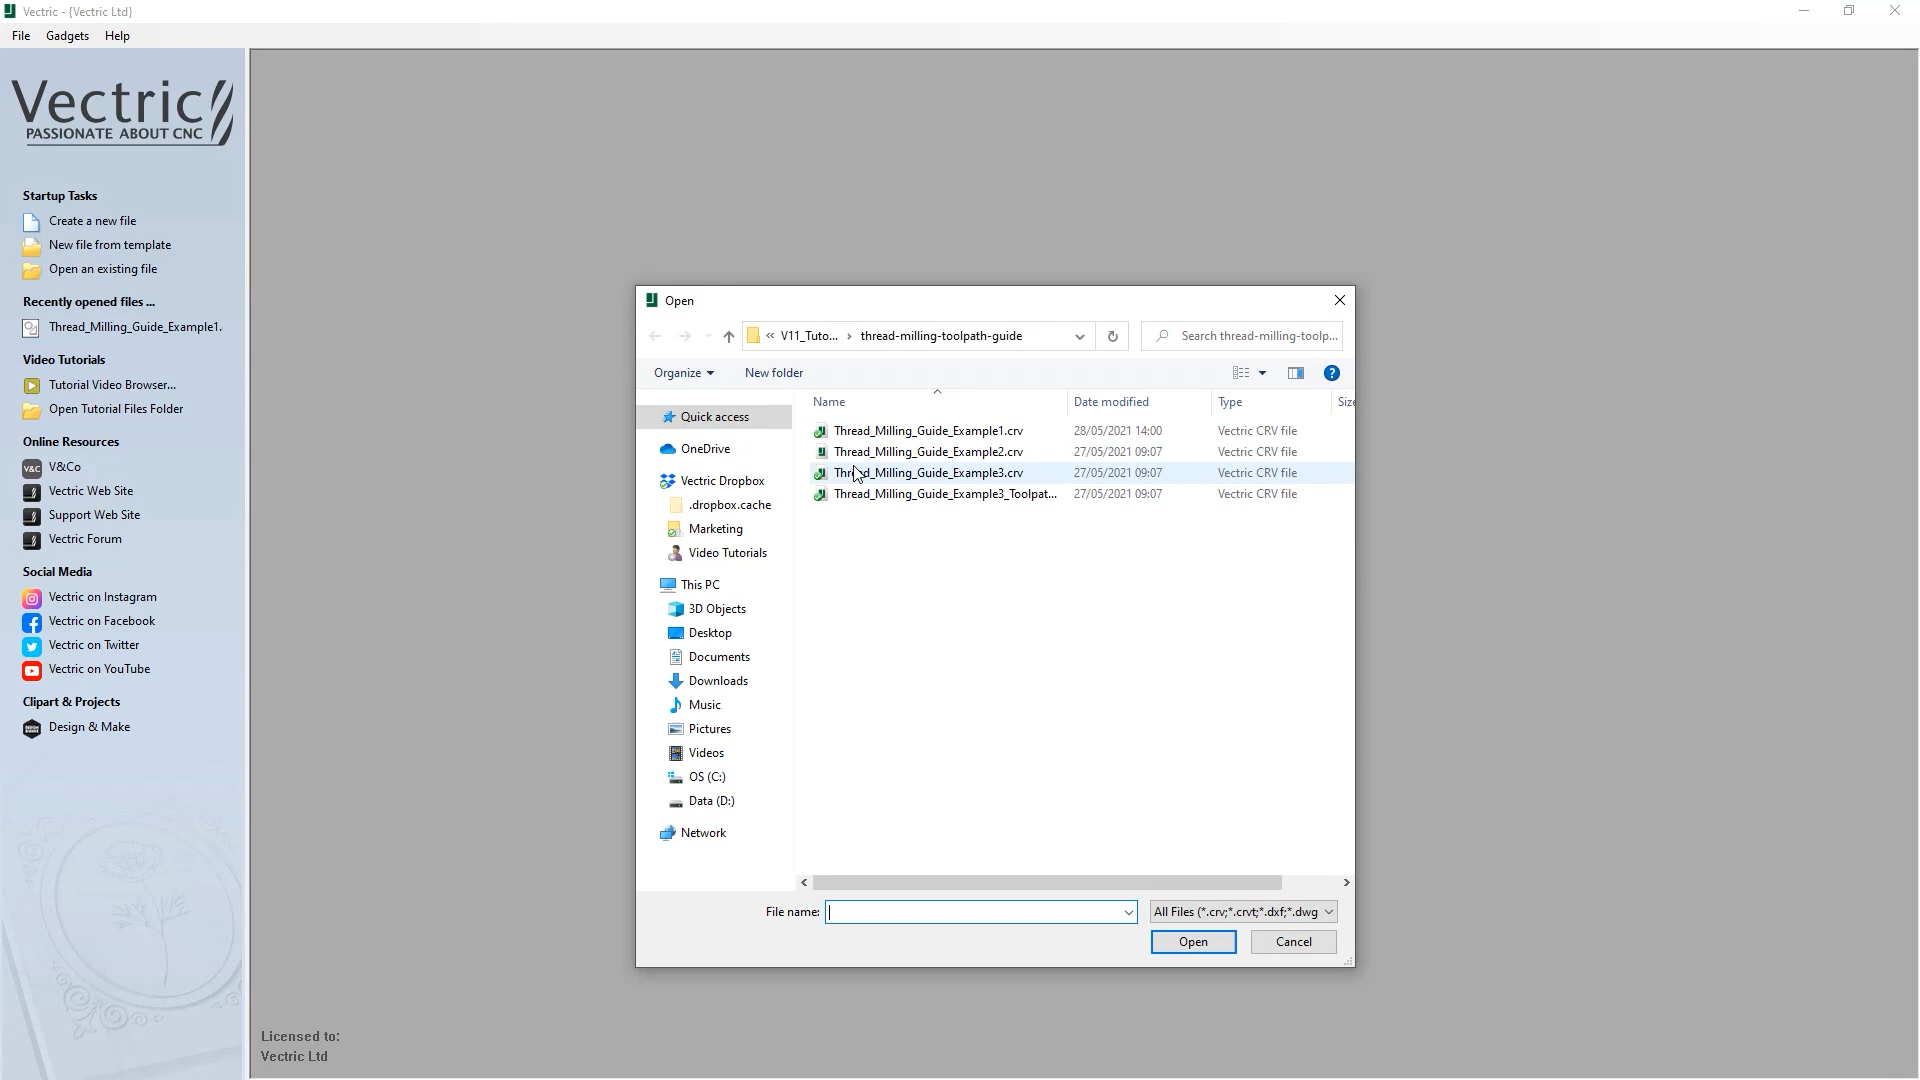 Vectric - {Vectric Ltd}
File Gadgets Help
Vectric
PASSIONATE ABOUT CNC
Startup Tasks
Create a new file
New file from template
Open an existing file
Recently opened files ...
Thread_Milling_Guide_Example1.
Video Tutorials
Tutorial Video Browser...
Open Tutorial Files Folder
Online Resources
V&C V&Co
Vectric Web Site
Support Web Site
Vectric Forum
Social Media
Vectric on Instagram
Vectric on Facebook
Vectric on Twitter
Vectric on YouTube
Clipart & Projects
Design & Make
Open
« V11_Tuto... › thread-milling-toolpath-guide
Search thread-milling-toolp...
Organize New folder
Quick access
OneDrive
Vectric Dropbox
.dropbox.cache
Marketing
Video Tutorials
This PC
3D Objects
Desktop
Documents
Downloads
Music
Pictures
Videos
OS (C:)
Data (D:)
Network
Name Date modified Type Size
Thread_Milling_Guide_Example1.crv 28/05/2021 14:00 Vectric CRV file
Thread_Milling_Guide_Example2.crv 27/05/2021 09:07 Vectric CRV file
Thread_Milling_Guide_Example3.crv 27/05/2021 09:07 Vectric CRV file
Thread_Milling_Guide_Example3_Toolpat... 27/05/2021 09:07 Vectric CRV file
File name: All Files (*.crv;*.crvt;*.dxf;*.dwg
Open Cancel
Licensed to:
Vectric Ltd